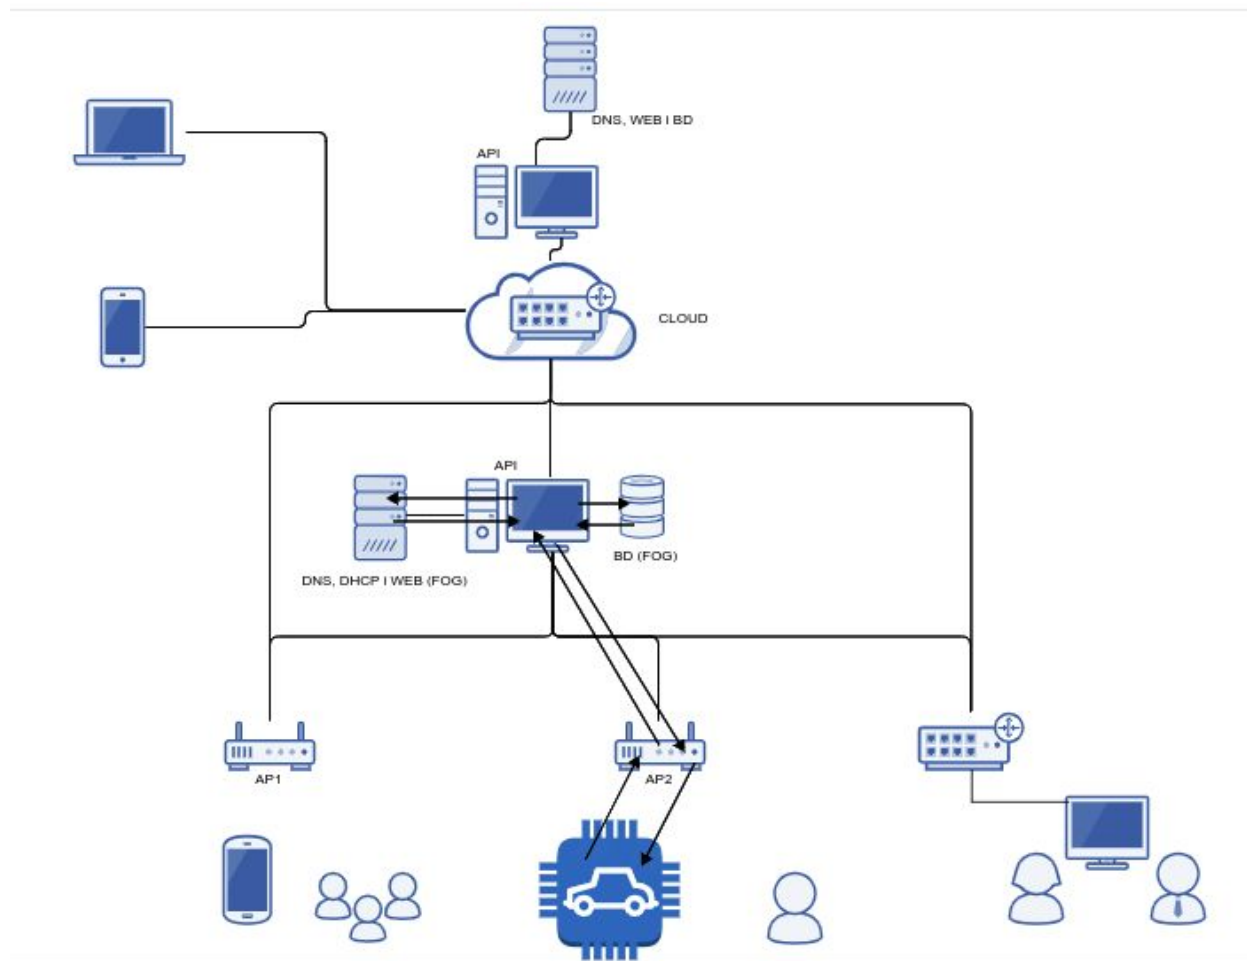 DNS, WEB I BD
API
CLOUD
API
BD (FOG)
DNS, DHCP I WEB (FOG)
AP1
AP2